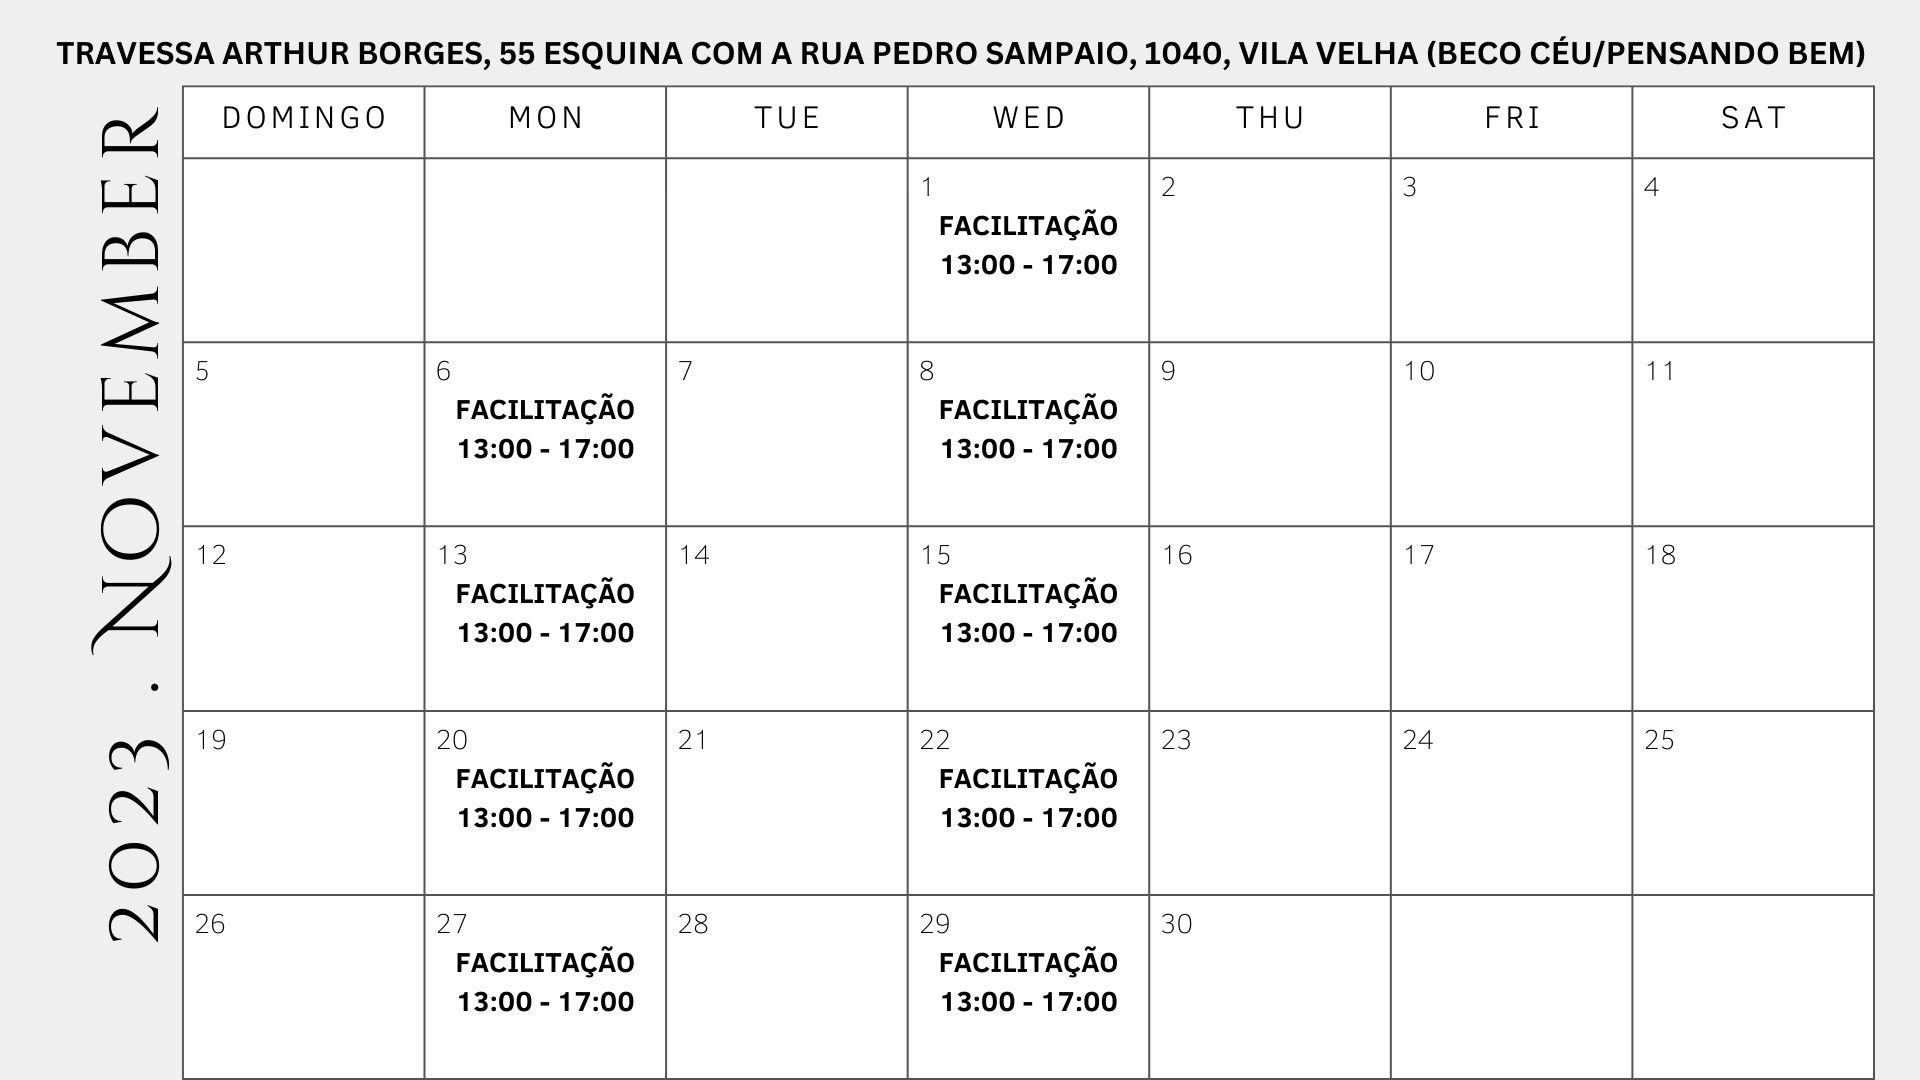 TRAVESSA ARTHUR BORGES, 55 ESQUINA COM A RUA PEDRO SAMPAIO, 1040, VILA VELHA (BECO CÉU/PENSANDO BEM)
2023 . NOVEMBER
DOMINGO MON TUE WED THU FRI SAT
1 2 3 4
FACILITAÇÃO
13:00 - 17:00
5 6 7 8 9 10 11
FACILITAÇÃO FACILITAÇÃO
13:00 - 17:00 13:00 - 17:00
12 13 14 15 16 17 18
FACILITAÇÃO FACILITAÇÃO
13:00 - 17:00 13:00 - 17:00
19 20 21 22 23 24 25
FACILITAÇÃO FACILITAÇÃO
13:00 - 17:00 13:00 - 17:00
26 27 28 29 30
FACILITAÇÃO FACILITAÇÃO
13:00 - 17:00 13:00 - 17:00